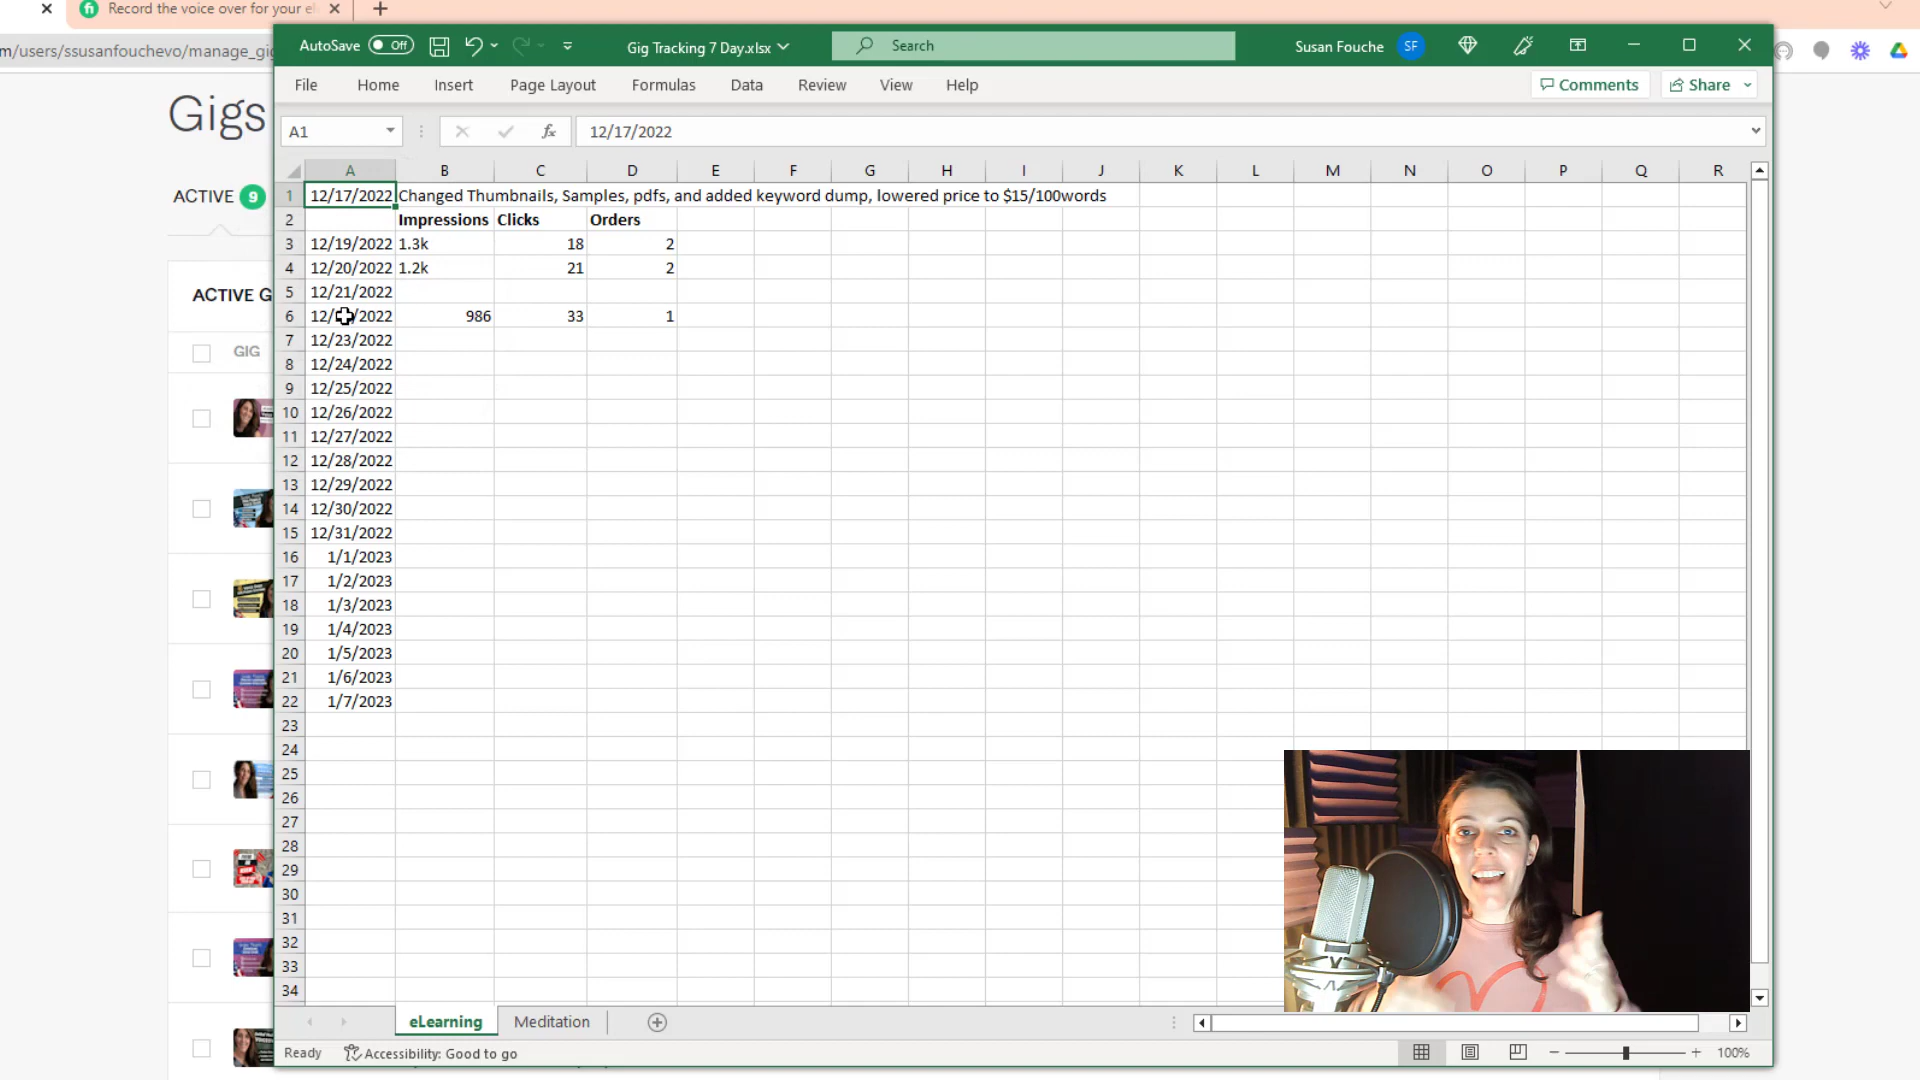 Record the voice over for your el
m/users/ssusanfouchevo/manage_gig
Gigs
ACTIVE 9
ACTIVE G
GIG
AutoSave Off
Gig Tracking 7 Day.xlsx
Search
Susan Fouche SF
File Home Insert Page Layout Formulas Data Review View Help
Comments Share
A1 fx 12/17/2022
A B C D E F G H I J K L M N O P Q R
1 12/17/2022 Changed Thumbnails, Samples, pdfs, and added keyword dump, lowered price to $15/100words
2 Impressions Clicks Orders
3 12/19/2022 1.3k 18 2
4 12/20/2022 1.2k 21 2
5 12/21/2022
6 12/ /2022 986 33 1
7 12/23/2022
8 12/24/2022
9 12/25/2022
10 12/26/2022
11 12/27/2022
12 12/28/2022
13 12/29/2022
14 12/30/2022
15 12/31/2022
16 1/1/2023
17 1/2/2023
18 1/3/2023
19 1/4/2023
20 1/5/2023
21 1/6/2023
22 1/7/2023
23
24
25
26
27
28
29
30
31
32
33
34
eLearning Meditation
Ready Accessibility: Good to go
100%